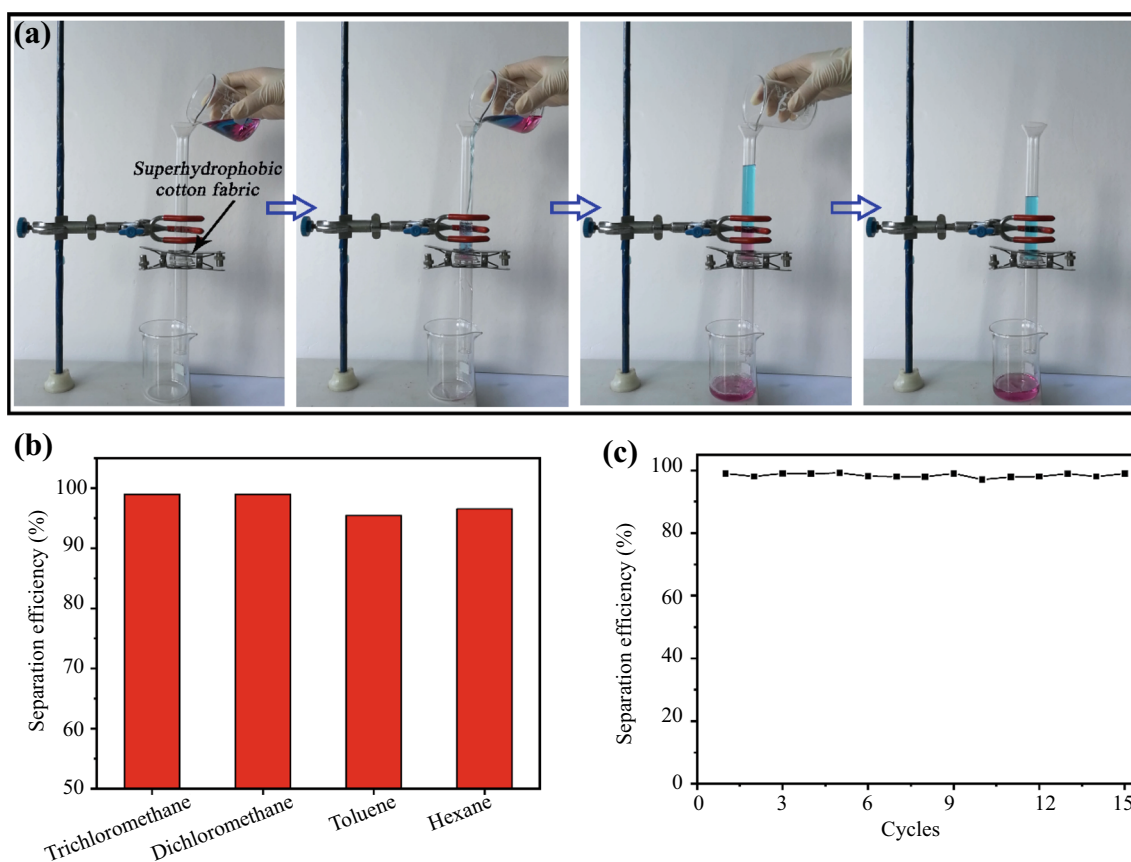 (a)
Superhydrophobic
cotton fabric
(b)
Separation efficiency (%)
100
90
80
70
60
50
Trichloromethane
Dichloromethane
Toluene
Hexane
(c)
Separation efficiency (%)
100
80
60
40
20
0
0
3
6
9
12
15
Cycles